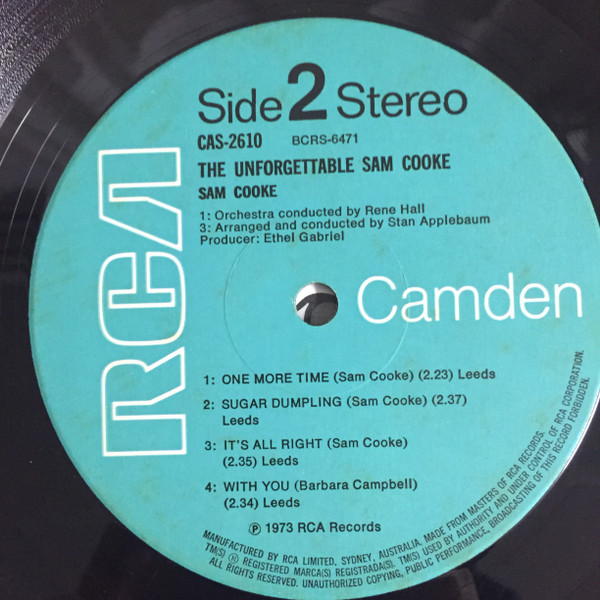 Side 2 Stereo
CAS-2610 BCRS-6471
THE UNFORGETTABLE SAM COOKE
SAM COOKE
1: Orchestra conducted by Rene Hall
3: Arranged and conducted by Stan Applebaum
Producer: Ethel Gabriel
RCA
Camden
1: ONE MORE TIME (Sam Cooke) (2.23) Leeds
2: SUGAR DUMPLING (Sam Cooke) (2.37)
Leeds
3: IT'S ALL RIGHT (Sam Cooke)
(2.35) Leeds
4: WITH YOU (Barbara Campbell)
(2.34) Leeds
℗ 1973 RCA Records
MANUFACTURED BY RCA LIMITED, SYDNEY, AUSTRALIA. MADE FROM MASTERS OF RCA RECORDS.
TM(S) ® REGISTERED MARCA(S) REGISTRADA(S). TM(S) USED BY AUTHORITY AND UNDER CONTROL OF RCA CORPORATION.
ALL RIGHTS RESERVED. UNAUTHORIZED COPYING, PUBLIC PERFORMANCE, BROADCASTING OF THIS RECORD FORBIDDEN.